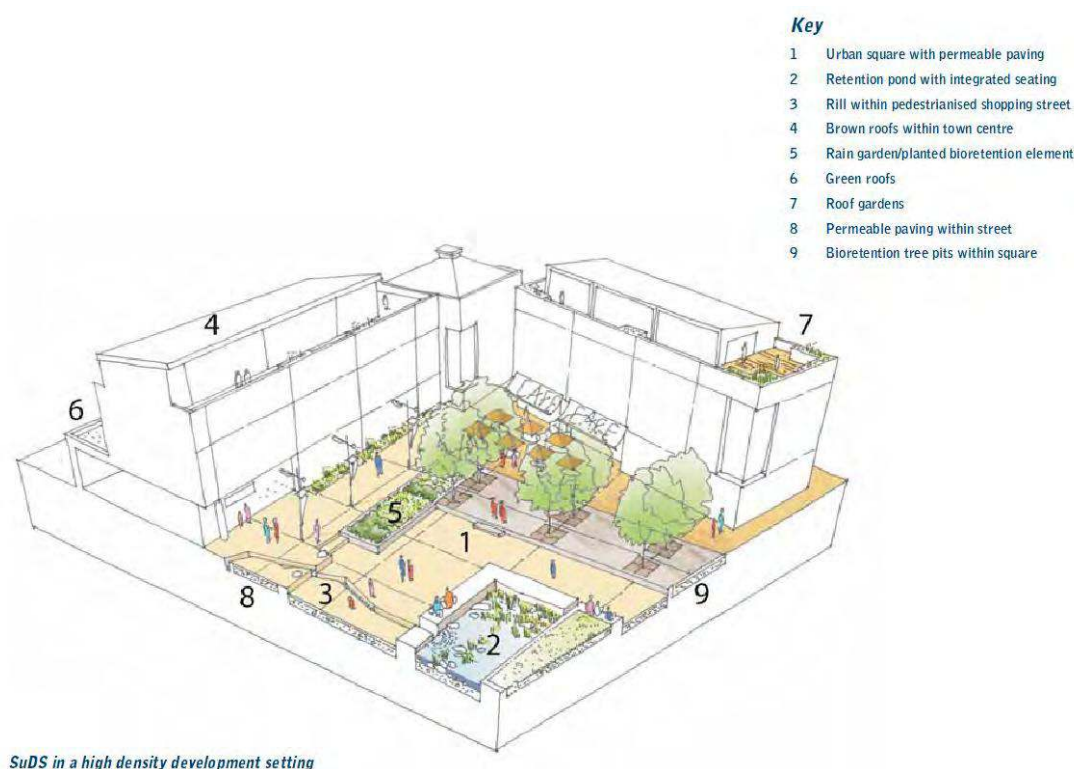 Key
1 Urban square with permeable paving
2 Retention pond with integrated seating
3 Rill within pedestrianised shopping street
4 Brown roofs within town centre
5 Rain garden/planted bioretention element
6 Green roofs
7 Roof gardens
8 Permeable paving within street
9 Bioretention tree pits within square
7
4
6
5
1
9
8
3
2
SuDS in a high density development setting